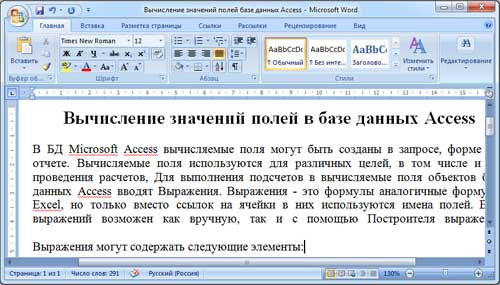 Вычисление значений полей базе данных Access - Microsoft Word
Главная Вставка Разметка страницы Ссылки Рассылки Рецензирование Вид
Вставить
Times New Roman 12
Ж К Ч
АаBbCcDc АаBbCcDc АаBbCс
¶ Обычный ¶ Без инте... Заголово...
Изменить стили
Редактирование
Буфер об... Шрифт Абзац Стили
Вычисление значений полей в базе данных Access
В БД Microsoft Access вычисляемые поля могут быть созданы в запросе, форме
отчете. Вычисляемые поля используются для различных целей, в том числе и
проведения расчетов, Для выполнения подсчетов в вычисляемые поля объектов б
данных Access вводят Выражения. Выражения - это формулы аналогичные форму
Excel, но только вместо ссылок на ячейки в них используются имена полей. В
выражений возможен как вручную, так и с помощью Построителя выраже
Выражения могут содержать следующие элементы:
Страница: 1 из 1 Число слов: 291 Русский (Россия) 130%